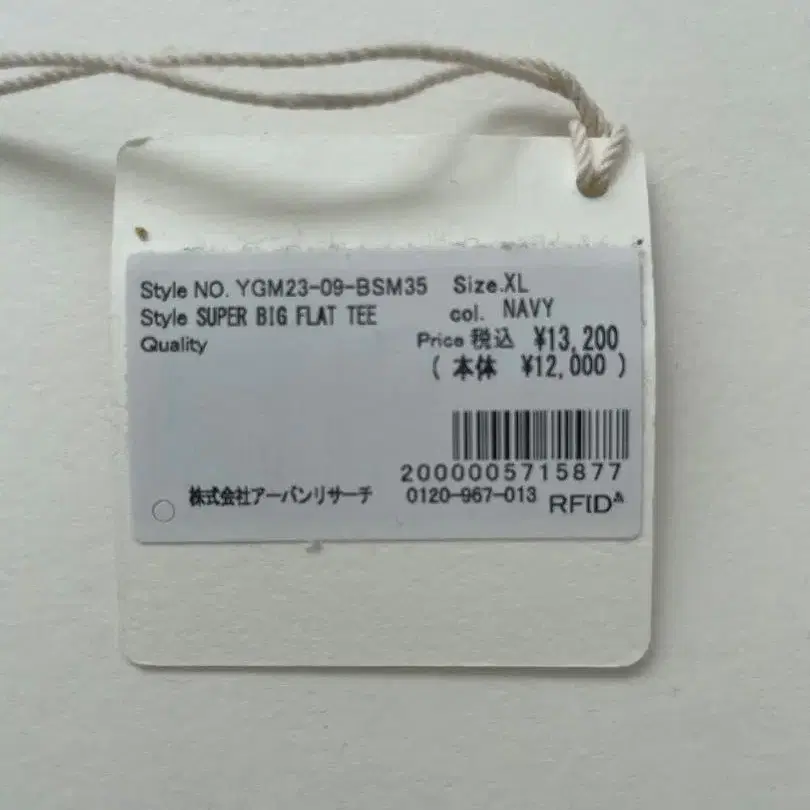 Style NO. YGM23-09-BSM35 Size.XL
Style SUPER BIG FLAT TEE col. NAVY
Quality Price 税込 ¥13,200
( 本体 ¥12,000 )
2000005715877
株式会社アーバンリサーチ 0120-967-013 RFID